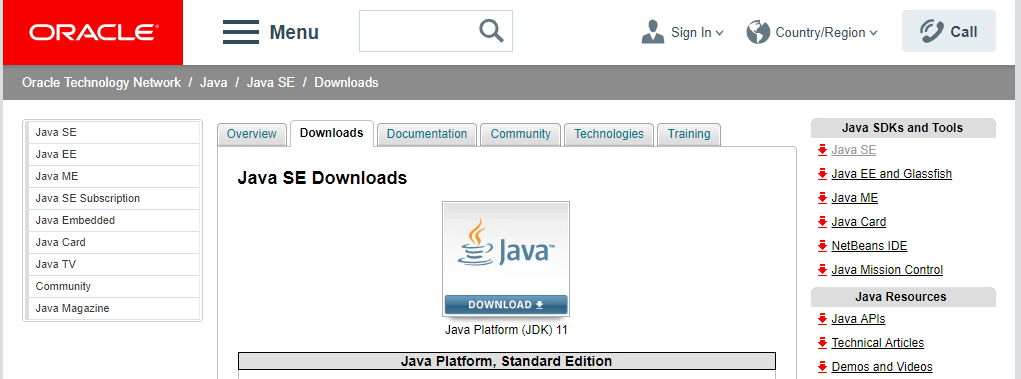 ORACLE®
Menu
Sign In
Country/Region
Call
Oracle Technology Network / Java / Java SE / Downloads
Java SE
Java EE
Java ME
Java SE Subscription
Java Embedded
Java Card
Java TV
Community
Java Magazine
Overview
Downloads
Documentation
Community
Technologies
Training
Java SE Downloads
Java™
DOWNLOAD
Java Platform (JDK) 11
Java Platform, Standard Edition
Java SDKs and Tools
Java SE
Java EE and Glassfish
Java ME
Java Card
NetBeans IDE
Java Mission Control
Java Resources
Java APIs
Technical Articles
Demos and Videos